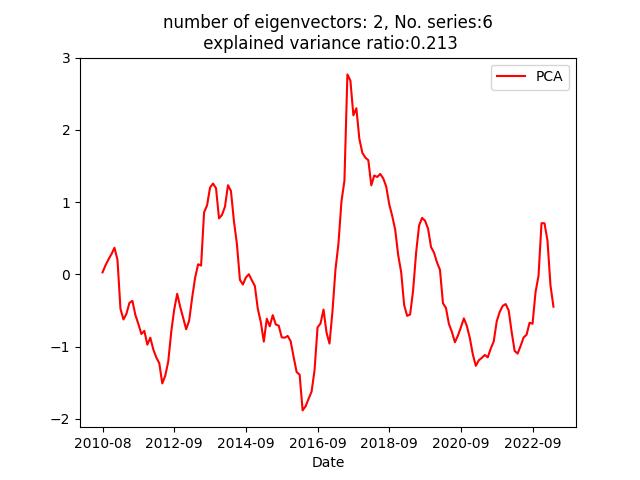 number of eigenvectors: 2, No. series:6
explained variance ratio:0.213
3
2
1
0
−1
−2
PCA
2010-08 2012-09 2014-09 2016-09 2018-09 2020-09 2022-09
Date